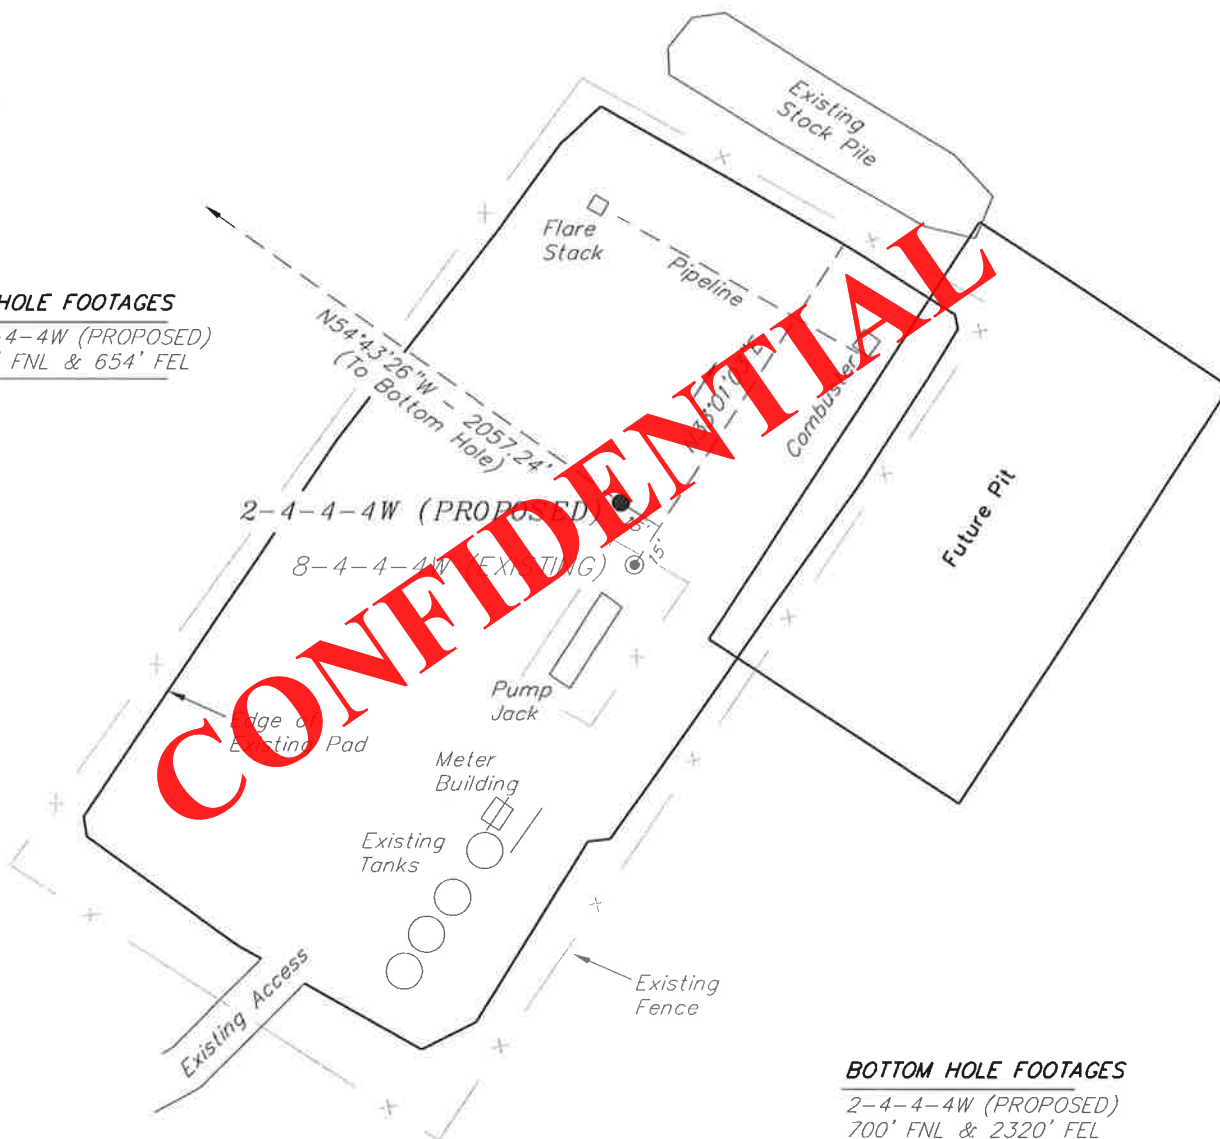 Existing
Stock Pile
Flare
Stack
Pipeline
HOLE FOOTAGES
-4-4W (PROPOSED)
' FNL & 654' FEL
N54°43'26"W - 2057.24'
(To Bottom Hole)
Combuster
2-4-4-4W (PROPOSED)
8-4-4-4W (EXISTING)
15'
Future Pit
CONFIDENTIAL
Pump
Jack
Edge of
Existing Pad
Meter
Building
Existing
Tanks
Existing Access
Existing
Fence
BOTTOM HOLE FOOTAGES
2-4-4-4W (PROPOSED)
700' FNL & 2320' FEL